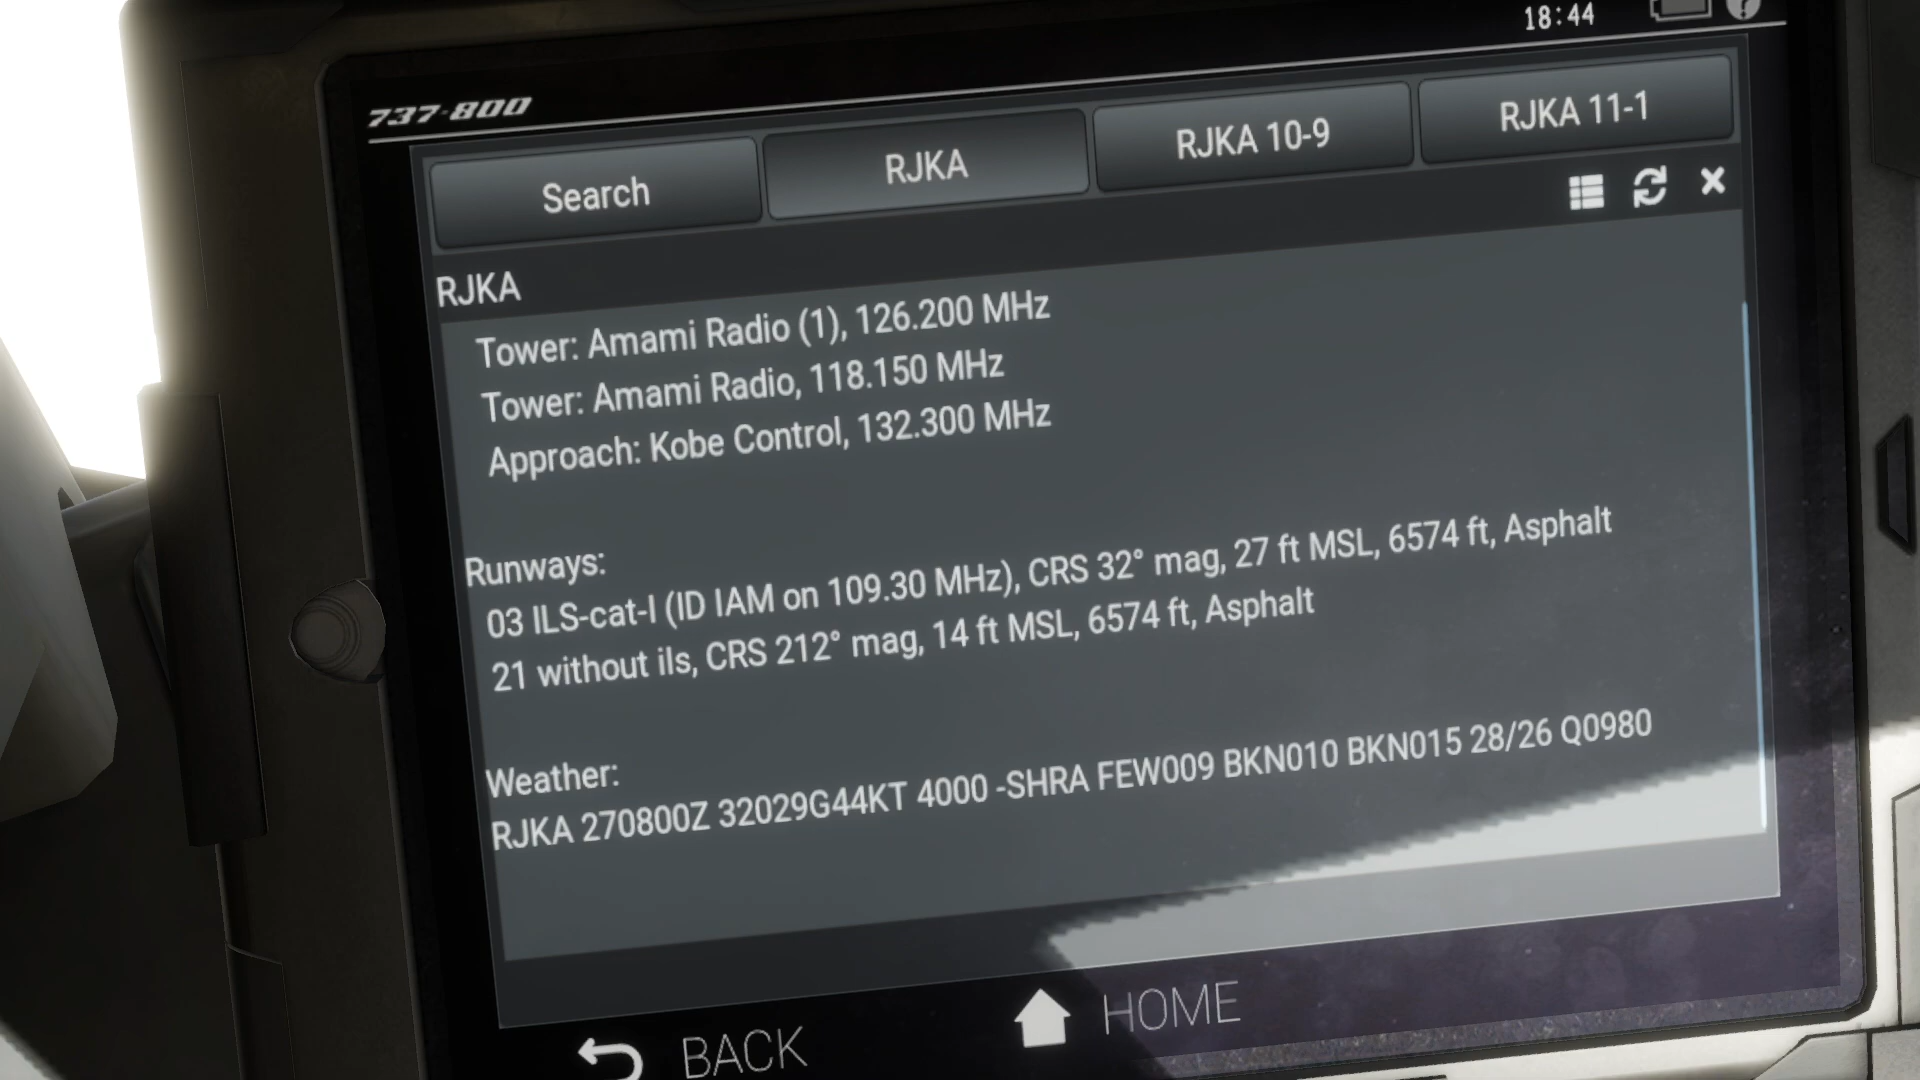 18:44
737-800
Search
RJKA
RJKA 10-9
RJKA 11-1
RJKA
Tower: Amami Radio (1), 126.200 MHz
Tower: Amami Radio, 118.150 MHz
Approach: Kobe Control, 132.300 MHz
Runways:
03 ILS-cat-I (ID IAM on 109.30 MHz), CRS 32° mag, 27 ft MSL, 6574 ft, Asphalt
21 without ils, CRS 212° mag, 14 ft MSL, 6574 ft, Asphalt
Weather:
RJKA 270800Z 32029G44KT 4000 -SHRA FEW009 BKN010 BKN015 28/26 Q0980
BACK
HOME